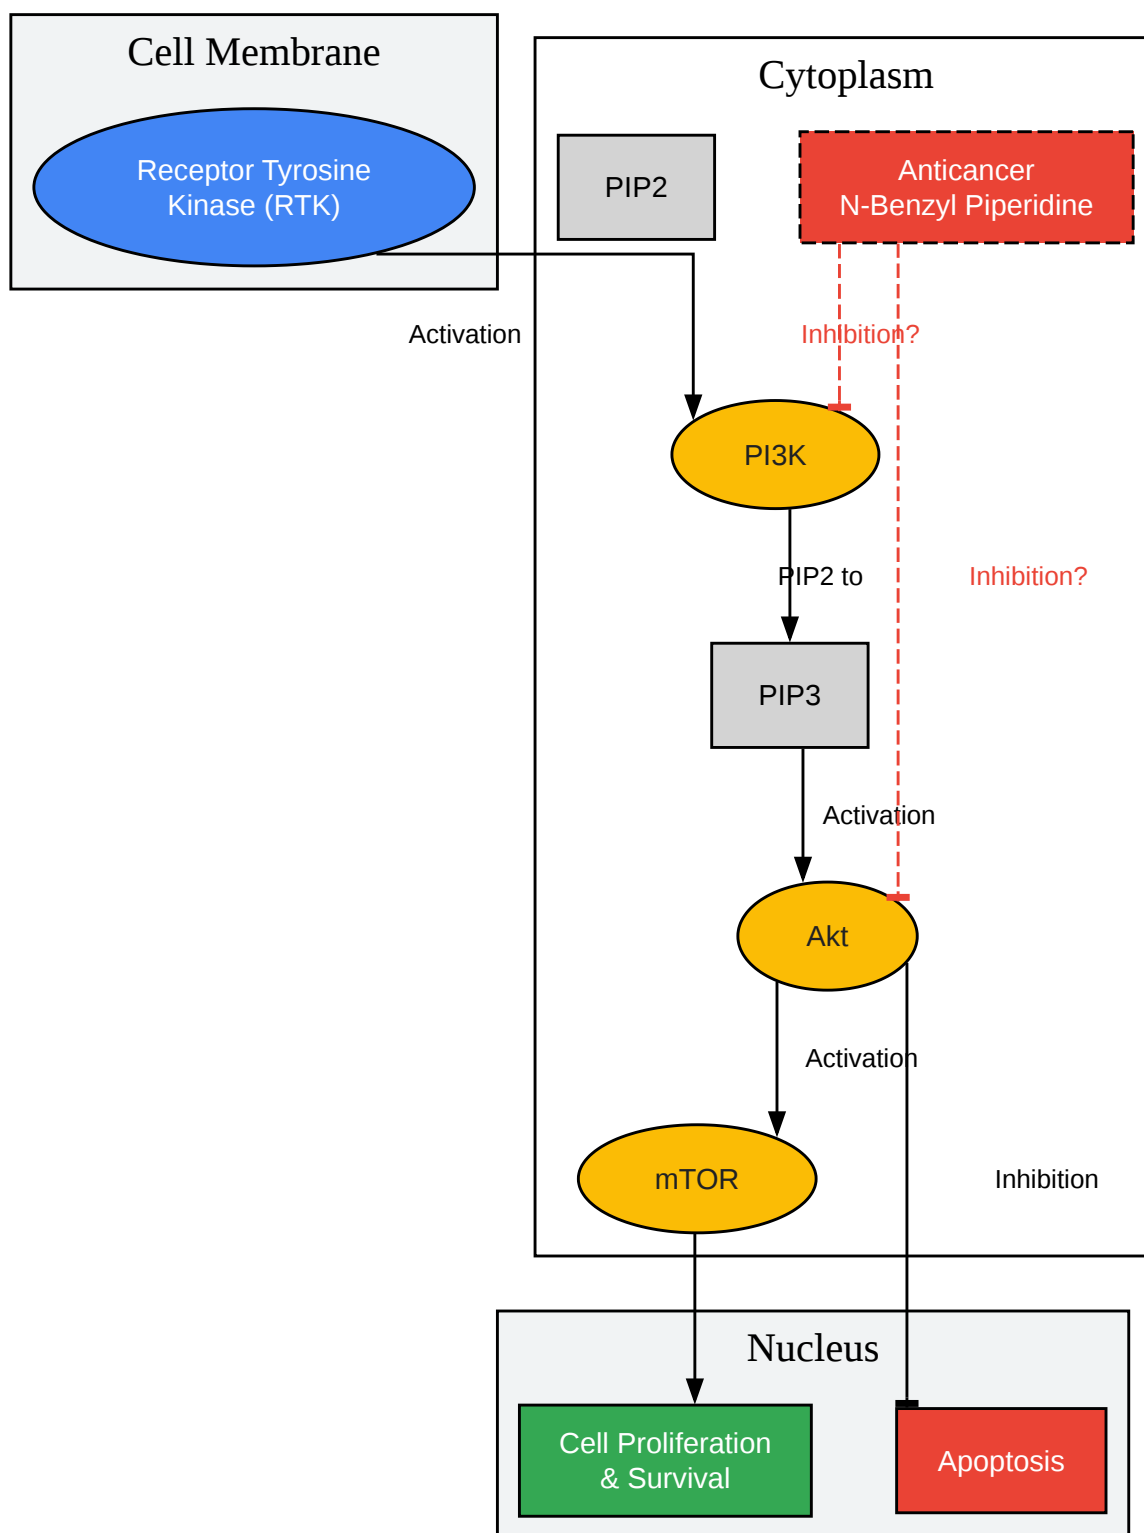 Cell Membrane
Receptor Tyrosine
Kinase (RTK)
Cytoplasm
PIP2
Anticancer
N-Benzyl Piperidine
Activation
Inhibition?
PI3K
PIP2 to
Inhibition?
PIP3
Activation
Akt
Activation
mTOR
Inhibition
Nucleus
Cell Proliferation
& Survival
Apoptosis